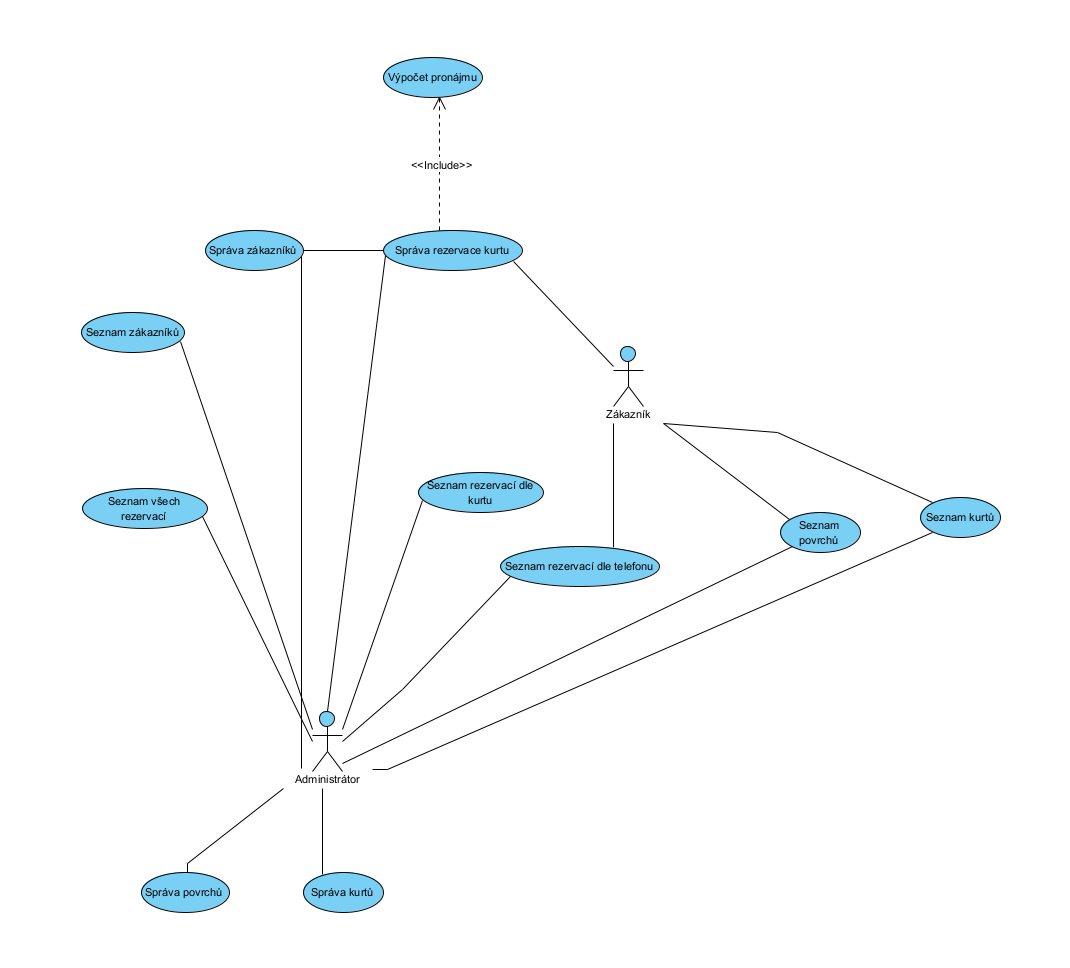 Výpočet pronájmu
<<Include>>
Správa zákazníků
Správa rezervace kurtu
Seznam zákazníků
Zákazník
Seznam rezervací dle
kurtu
Seznam všech
rezervací
Seznam kurtů
Seznam
povrchů
Seznam rezervací dle telefonu
Administrátor
Správa povrchů
Správa kurtů